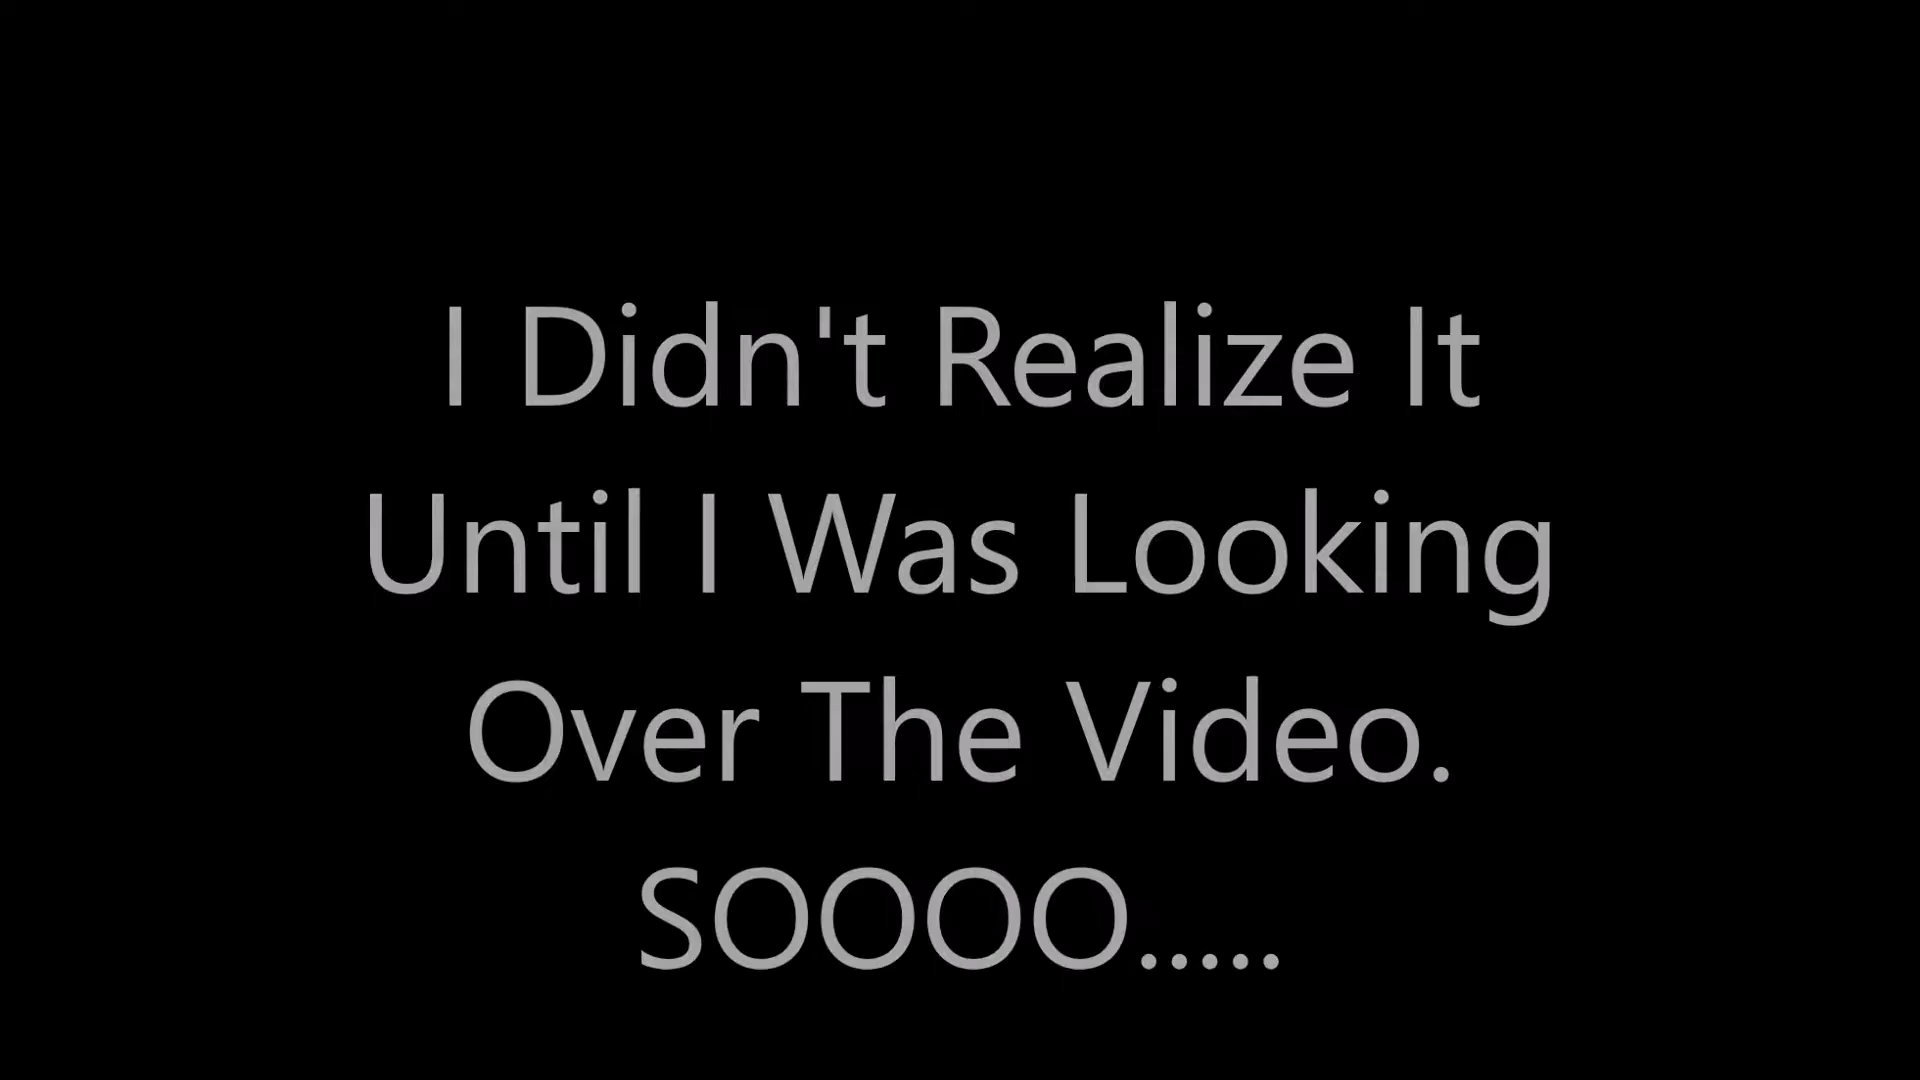 I Didn't Realize It
Until I Was Looking
Over The Video.
SOOOO.....